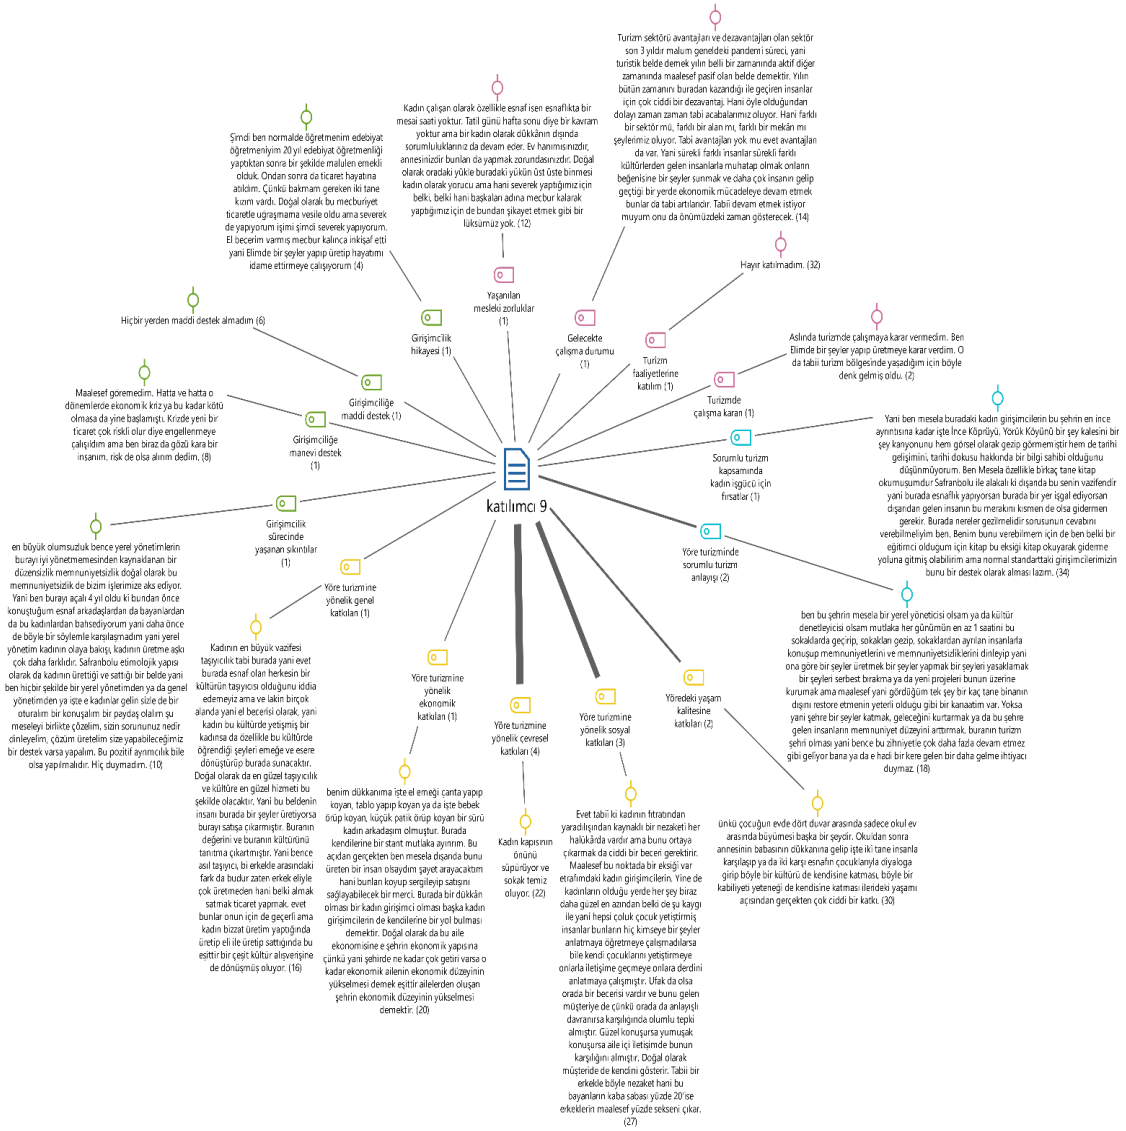 Turizm sektörü avantajları ve dezavantajları olan sektör
son 3 yıldır malum geneldeki pandemi süreci, yani
turistik belde demek yılın belli bir zamanında aktif diğer
zamanında maalesef pasif olan belde demektir. Yılın
bütün zamanını buradan kazandığı ile geçiren insanlar
için çok ciddi bir dezavantaj. Hani öyle olduğundan
dolayı zaman zaman tabi acabalarımız oluyor. Hani farklı
bir sektör mü, farklı bir alan mı, farklı bir mekân mı
şeylerimiz oluyor. Tabi avantajları yok mu evet avantajları
da var. Yani sürekli farklı insanlar sürekli farklı
kültürlerden gelen insanlarla muhatap olmak onların
beğenisine bir şeyler sunmak ve daha çok insanın gelip
geçtiği bir yerde ekonomik mücadeleye devam etmek
bunlar da tabi artılarıdır. Tabii devam etmek istiyor
muyum onu da önümüzdeki zaman gösterecek. (14)
Kadın çalışan olarak özellikle esnaf isen esnaflıkta bir
mesai saati yoktur. Tatil günü hafta sonu diye bir kavram
yoktur ama bir kadın olarak dükkânın dışında
sorumluluklarınız da devam eder. Ev hanımısınızdır,
annesinizdir bunları da yapmak zorundasınızdır. Doğal
olarak oradaki yükle buradaki yükün üst üste binmesi
kadın olarak yorucu ama hani severek yaptığımız için
belki, belki hani başkaları adına mecbur kalarak
yaptığımız için de bundan şikayet etmek gibi bir
lüksümüz yok. (12)
Şimdi ben normalde öğretmenim edebiyat
öğretmeniyim 20 yıl edebiyat öğretmenliği
yaptıktan sonra bir şekilde malulen emekli
olduk. Ondan sonra da ticaret hayatına
atıldım. Çünkü bakmam gereken iki tane
kızım vardı. Doğal olarak bu mecburiyet
ticaretle uğraşmama vesile oldu ama severek
de yapıyorum işimi şimdi severek yapıyorum.
El becerim varmış mecbur kalınca inkişaf etti
yani Elimde bir şeyler yapıp üretip hayatımı
idame ettirmeye çalışıyorum (4)
Hayır katılmadım. (32)
Yaşanılan
mesleki zorluklar
(1)
Girişimcilik
hikayesi (1)
Gelecekte
çalışma durumu
(1)
Turizm
faaliyetlerine
katılım (1)
Hiçbir yerden maddi destek almadım (6)
Aslında turizmde çalışmaya karar vermedim. Ben
Elimde bir şeyler yapıp üretmeye karar verdim. O
da tabii turizm bölgesinde yaşadığım için böyle
denk gelmiş oldu. (2)
Girişimciliğe
maddi destek (1)
Turizmde
çalışma kararı (1)
Maalesef göremedim. Hatta ve hatta o
dönemlerde ekonomik kriz ya bu kadar kötü
olmasa da yine başlamıştı. Krizde yeni bir
ticaret çok riskli olur diye engellenmeye
çalışıldım ama ben biraz da gözü kara bir
insanım, risk de olsa alırım dedim, (8)
Girişimciliğe
manevi destek
(1)
Sorumlu turizm
kapsamında
kadın işgücü için
fırsatlar (1)
Yani ben mesela buradaki kadın girişimcilerin bu şehrin en ince
ayrıntısına kadar işte İnce Köprüyü, Yörük Köyünü bir şey kalesini bir
şey kanyonunu hem görsel olarak gezip görmemiştir hem de tarihi
gelişimini, tarihi dokusu hakkında bir bilgi sahibi olduğunu
düşünmüyorum. Ben Mesela özellikle birkaç tane kitap
okumuşumdur Safranbolu ile alakalı ki dışarıda bu senin vazifendir
yani burada esnaflık yapıyorsan burada bir yer işgal ediyorsan
dışarıdan gelen insanın bu merakını kısmen de olsa gidermen
gerekir. Burada nereler gezilmelidir sorusunun cevabını
verebilmeliyim ben. Benim bunu verebilmem için de ben belki bir
eğitimci olduğum için kitap bu eksiği kitap okuyarak giderme
yoluna gitmiş olabilirim ama normal standarttaki girişimcilerimizin
bunu bir destek olarak alması lazım. (34)
katılımcı 9
Girişimcilik
sürecinde
yaşanan sıkıntılar
(1)
Yöre turizminde
sorumlu turizm
anlayışı (2)
en büyük olumsuzluk bence yerel yönetimlerin
burayı iyi yönetmemesinden kaynaklanan bir
düzensizlik memnuniyetsizlik doğal olarak bu
memnuniyetsizlik de bizim işlerimize aks ediyor.
Yani ben burayı açalı 4 yıl oldu ki bundan önce
konuştuğum esnaf arkadaşlardan da bayanlardan
da bu kadınlardan bahsediyorum yani daha önce
de böyle bir söylemle karşılaşmadım yani yerel
yönetim kadının olaya bakışı, kadının üretme aşkı
çok daha farklıdır. Safranbolu etimolojik yapısı
olarak da kadının ürettiği ve sattığı bir belde yani
ben hiçbir şekilde bir yerel yönetimden ya da genel
yönetimden ya işte e kadınlar gelin sizle de bir
oturalım bir konuşalım bir paydaş olalım şu
meseleyi birlikte çözelim, sizin sorununuz nedir
dinleyelim, çözüm üretelim size yapabileceğimiz
bir destek varsa yapalım. Bu pozitif ayrımcılık bile
olsa yapılmalıdır. Hiç duymadım. (10)
Yöre turizmine
yönelik genel
katkıları (1)
ben bu şehrin mesela bir yerel yöneticisi olsam ya da kültür
denetleyicisi olsam mutlaka her günümün en az 1 saatini bu
sokaklarda geçirip, sokakları gezip, sokaklardan ayrılan insanlarla
konuşup memnuniyetlerini ve memnuniyetsizliklerini dinleyip yani
ona göre bir şeyler üretmek bir şeyler yapmak bir şeyleri yasaklamak
bir şeyleri serbest bırakma ya da yeni projeleri bunun üzerine
kurumak ama maalesef yani gördüğüm tek şey bir kaç tane binanın
dışını restore etmenin yeterli olduğu gibi bir kanaatim var. Yoksa
yani şehre bir şeyler katmak, geleceğini kurtarmak ya da bu şehre
gelen insanların memnuniyet düzeyini arttırmak. buranın turizm
şehri olması yani bence bu zihniyetle çok daha fazla devam etmez
gibi geliyor bana ya da e hadi bir kere gelen bir daha gelme ihtiyacı
duymaz. (18)
Kadının en büyük vazifesi
taşıyıcılık tabi burada yani evet
burada esnaf olan herkesin bir
kültürün taşıyıcı olduğunu iddia
edemeyiz ama ve lakin birçok
alanda yani el becerisi olarak, yani
kadın bu kültürde yetişmiş bir
kadınsa da özellikle bu kültürde
öğrendiği şeyleri emeğe ve esere
dönüştürüp burada sunacaktır.
Doğal olarak da en güzel taşıyıcılık
ve kültüre en güzel hizmeti bu
şekilde olacaktır. Yani bu beldenin
insanı burada bir şeyler üretiyorsa
burayı satışa çıkarmıştır. Buranın
değerini ve buranın kültürünü
tanıtma çıkartmıştır. Yani bence
asıl taşıyıcı, bi erkekle arasındaki
fark da budur zaten erkek eliyle
çok üretmeden hani belki almak
satmak ticaret yapmak. evet
bunlar onun için de geçerli ama
kadın bizzat üretim yaptığında
üretip eli ile üretip sattığında bu
eşittir bir çeşit kültür alışverişine
de dönüşmüş oluyor. (16)
Yöre turizmine
yönelik
ekonomik
katkıları (1)
Yöre turizmine
yönelik çevresel
katkıları (4)
Yöre turizmine
yönelik sosyal
katkıları (3)
Yöredeki yaşam
kalitesine
katkıları (2)
benim dükkanıma işte el emeği çanta yapıp
koyan, tablo yapıp koyan ya da işte bebek
örüp koyan, küçük patik örüp koyan bir sürü
kadın arkadaşım olmuştur. Burada
kendilerine bir stant mutlaka ayırırım. Bu
açıdan gerçekten ben mesela dışarıda bunu
üreten bir insan olsaydım şayet arayacaktım
hani bunları koyup sergileyip satışını
sağlayabilecek bir merci. Burada bir dükkân
olması bir kadın girişimci olması başka kadın
girişimcilerin de kendilerine bir yol bulması
demektir. Doğal olarak da bu aile
ekonomisine e şehrin ekonomik yapısına
çünkü yani şehirde ne kadar çok getiri varsa o
kadar ekonomik ailenin ekonomik düzeyinin
yükselmesi demek eşittir ailelerden oluşan
şehrin ekonomik düzeyinin yükselmesi
demektir. (20)
Kadın kapısının
önünü
süpürüyor ve
sokak temiz
oluyor. (22)
Evet tabii ki kadının fıtratından
yaradılışından kaynaklı bir nezaketi her
halükârda vardır ama bunu ortaya
çıkarmak da ciddi bir beceri gerektirir.
Maalesef bu noktada bir eksiği var
etrafımdaki kadın girişimcilerin. Yine de
kadınların olduğu yerde her şey biraz
daha güzel en azından belki de şu kaygı
ile yani hepsi çoluk çocuk yetiştirmiş
insanlar bunların hiç kimseye bir şeyler
anlatmaya öğretmeye çalışmadılarsa
bile kendi çocuklarını yetiştirmeye
onlarla iletişime geçmeye onlara derdini
anlatmaya çalışmıştır. Ufak da olsa
orada bir becerisi vardır ve bunu gelen
müşteriye de çünkü orada da anlayışlı
davranırsa karşılığında olumlu tepki
almıştır. Güzel konuşursa yumuşak
konuşursa aile içi iletişimde bunun
karşılığını almıştır. Doğal olarak
müşteride de kendini gösterir. Tabii bir
erkekle böyle nezaket hani bu
bayanların kaba sabası yüzde 20'ise
erkeklerin maalesef yüzde sekseni çıkar.
(27)
ünkü çocuğun evde dört duvar arasında sadece okul ev
arasında büyümesi başka bir şeydir. Okuldan sonra
annesinin babasının dükkanına gelip işte iki tane insanla
karşılaşıp ya da iki karşı esnafın çocuklarıyla diyaloga
girip böyle bir kültürü de kendisine katması, böyle bir
kabiliyeti yeteneği de kendisine katması ilerideki yaşamı
açısından gerçekten çok ciddi bir katkı. (30)